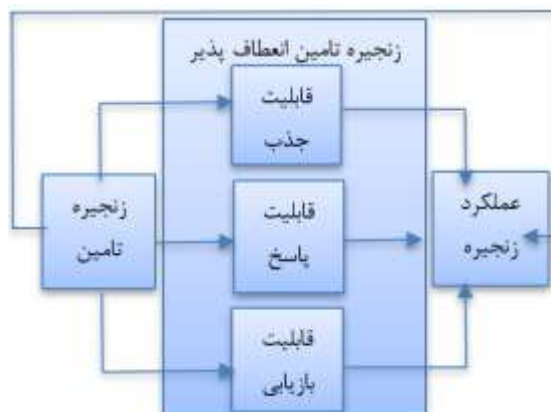 زنجیره تامین انعطاف پذیر
قابلیت
جذب
زنجیره
تامین
قابلیت
پاسخ
عملکرد
زنجیره
قابلیت
بازیابی